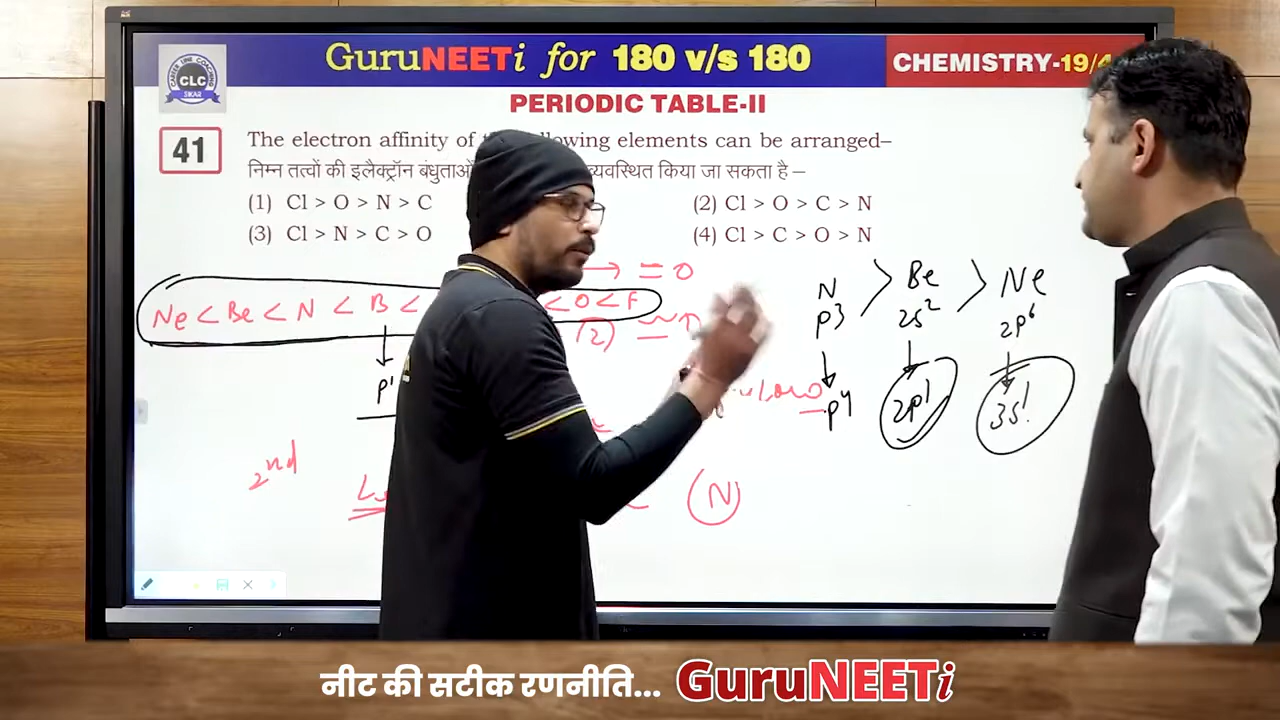 GuruNEETi for 180 v/s 180
CHEMISTRY-19/4
CLC
SIKAR
PERIODIC TABLE-II
41
The electron affinity of following elements can be arranged–
निम्न तत्वों की इलैक्ट्रॉन बंधुताओं व्यवस्थित किया जा सकता है –
(1) Cl > O > N > C
(2) Cl > O > C > N
(3) Cl > N > C > O
(4) Cl > C > O > N
→ = 0
N > Be > Ne
p3 2s² 2p⁶
Ne < Be < N < B < < O < F
(2)
p¹
p4 2p¹ 3s¹
2nd
N
नीट की सटीक रणनीति... GuruNEETi